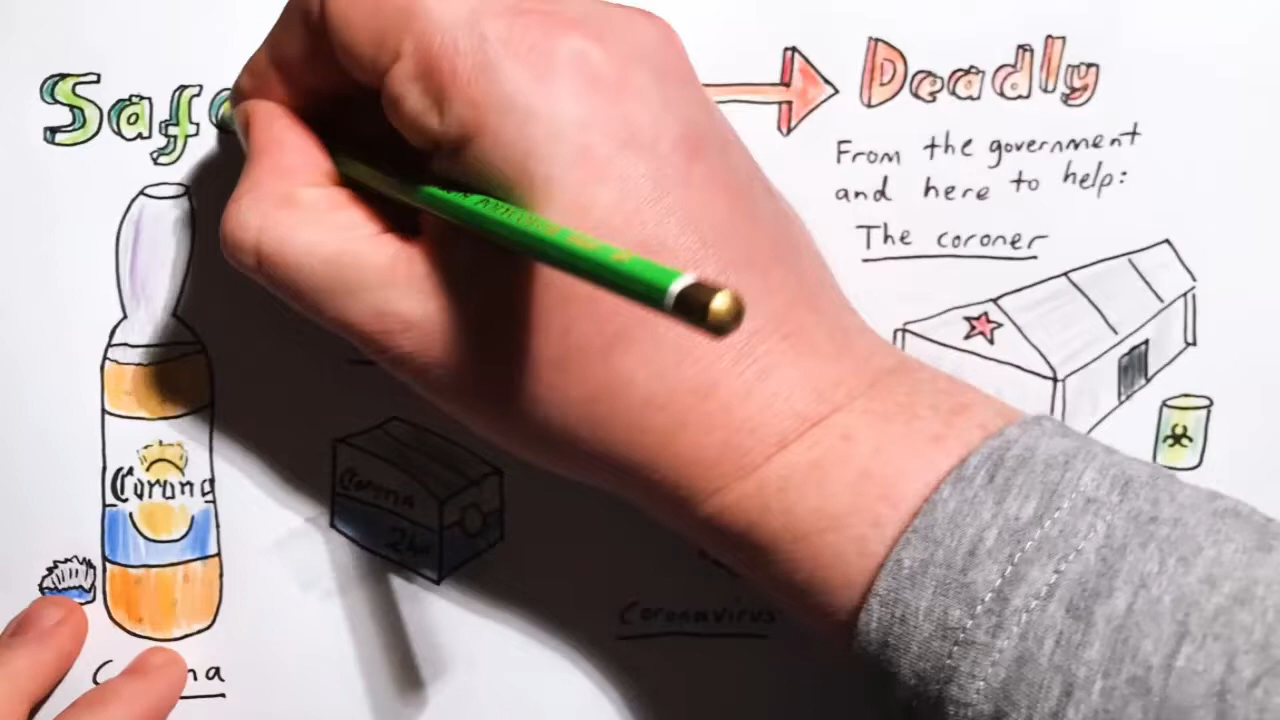 Safe
Deadly
From the government
and here to help:
The coroner
Corona
Corona
Coronavirus